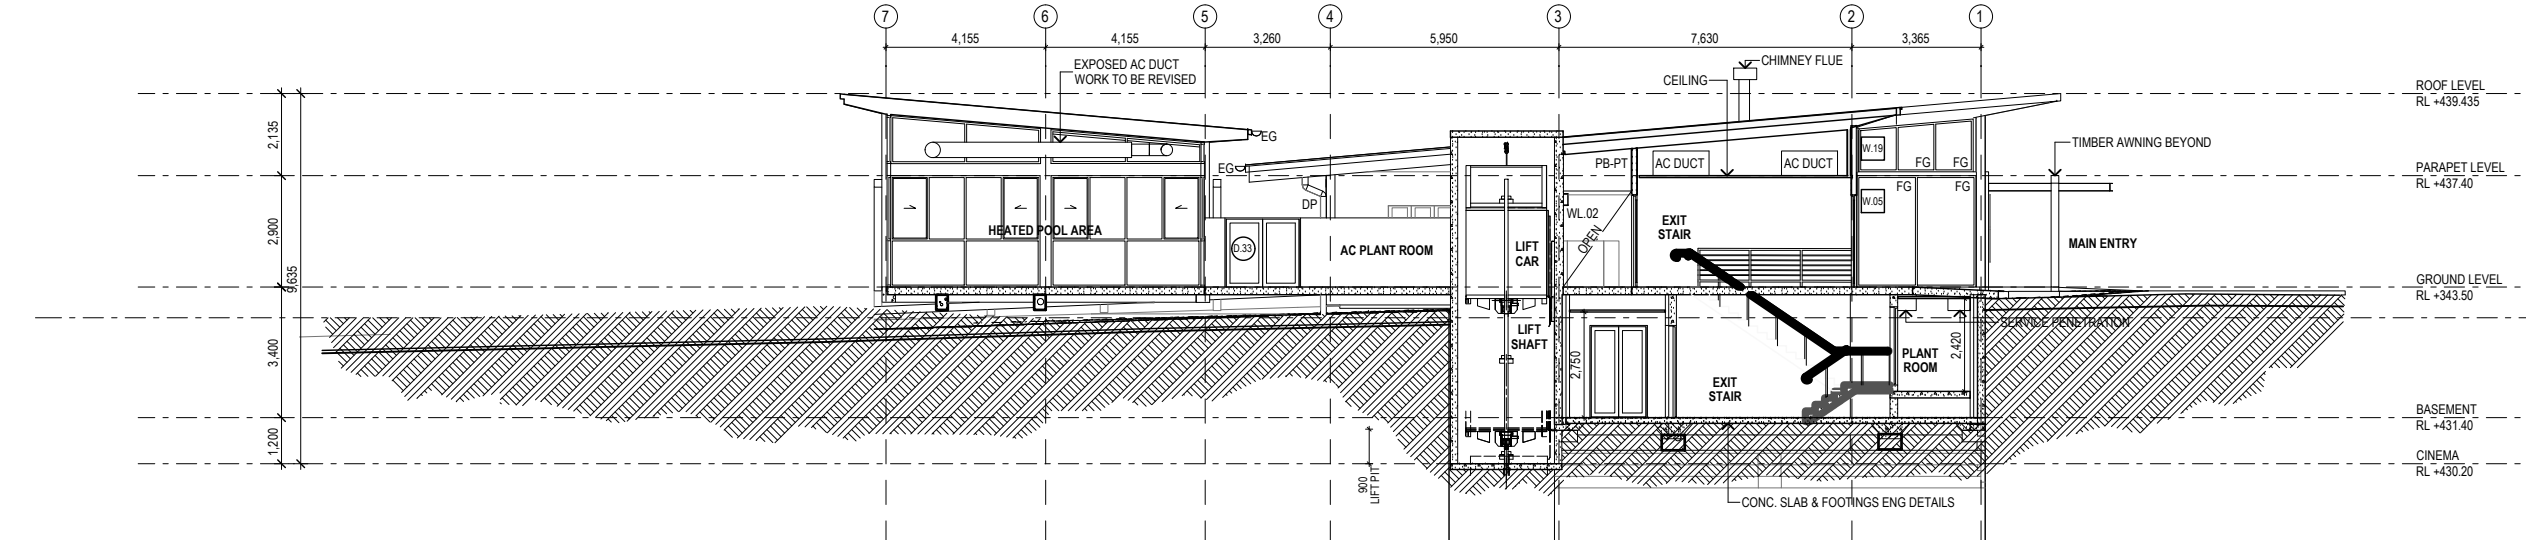 7
6
5
4
3
2
1
4,155
4,155
3,260
5,950
7,630
3,365
EXPOSED AC DUCT
WORK TO BE REVISED
CHIMNEY FLUE
CEILING
ROOF LEVEL
RL +439.435
2,135
EG
EG
PB-PT
AC DUCT
AC DUCT
W.19
FG
FG
TIMBER AWNING BEYOND
PARAPET LEVEL
RL +437.40
FG
FG
W.05
DP
WL.02
2,900
HEATED POOL AREA
D.33
AC PLANT ROOM
LIFT
CAR
OPEN
EXIT
STAIR
MAIN ENTRY
9,635
GROUND LEVEL
RL +343.50
SERVICE PENETRATION
3,400
LIFT
SHAFT
2,750
PLANT
ROOM
2,420
EXIT
STAIR
BASEMENT
RL +431.40
1,200
CINEMA
RL +430.20
900
LIFT PIT
CONC. SLAB & FOOTINGS ENG DETAILS